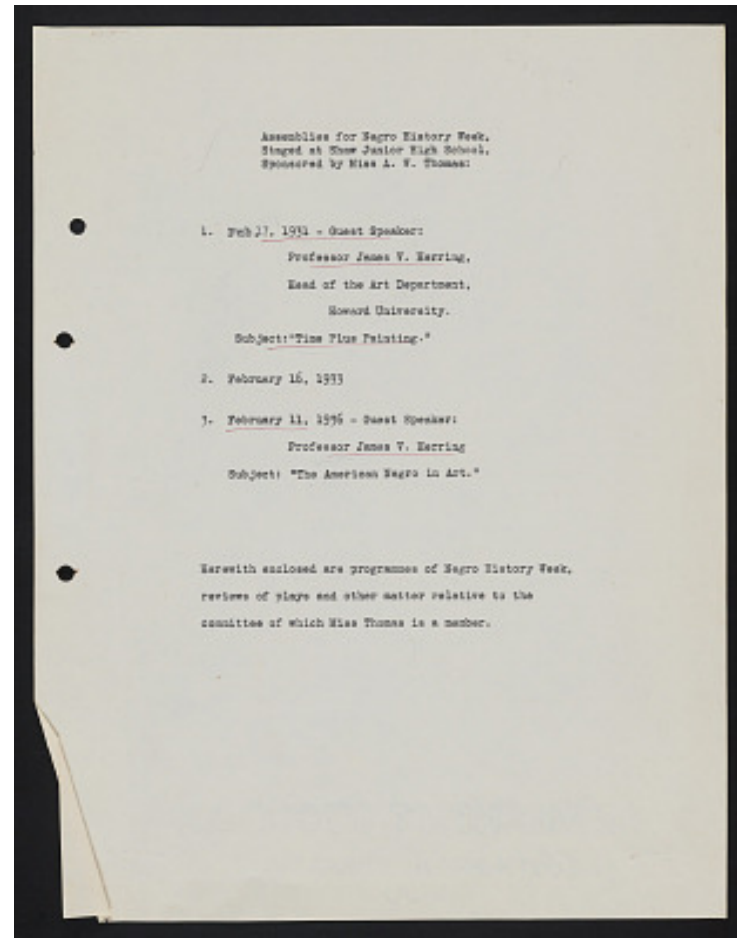 Assemblies for Negro History Week,
Staged at Shaw Junior High School,
Sponsored by Miss A. W. Thomas:
1. Feb 17, 1931 - Guest Speaker:
Professor James V. Herring,
Head of the Art Department,
Howard University.
Subject:"Time Plus Painting."
2. February 16, 1933
3. February 11, 1936 - Guest Speaker:
Professor James V. Herring
Subject: "The American Negro in Art."
Herewith enclosed are programmes of Negro History Week,
reviews of plays and other matter relative to the
committee of which Miss Thomas is a member.